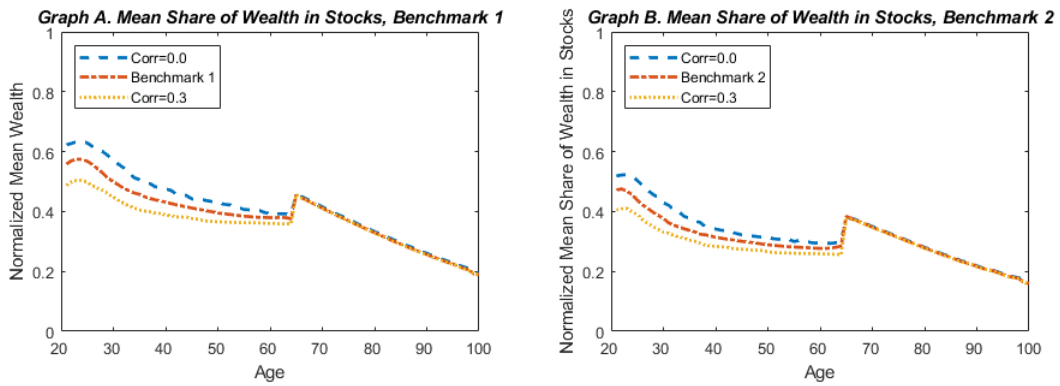 Graph A. Mean Share of Wealth in Stocks, Benchmark 1
Normalized Mean Wealth
1
0.8
0.6
0.4
0.2
0
Corr=0.0
Benchmark 1
Corr=0.3
20 30 40 50 60 70 80 90 100
Age
Graph B. Mean Share of Wealth in Stocks, Benchmark 2
Normalized Mean Share of Wealth in Stocks
1
0.8
0.6
0.4
0.2
0
Corr=0.0
Benchmark 2
Corr=0.3
20 30 40 50 60 70 80 90 100
Age